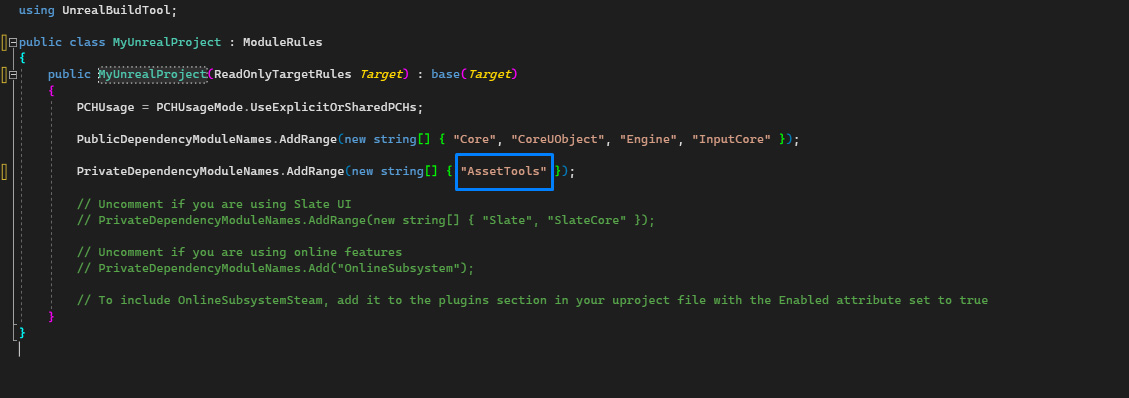 using UnrealBuildTool;
public class MyUnrealProject : ModuleRules
{
public MyUnrealProject(ReadOnlyTargetRules Target) : base(Target)
{
PCHUsage = PCHUsageMode.UseExplicitOrSharedPCHs;
PublicDependencyModuleNames.AddRange(new string[] { "Core", "CoreUObject", "Engine", "InputCore" });
PrivateDependencyModuleNames.AddRange(new string[] { "AssetTools" });
// Uncomment if you are using Slate UI
// PrivateDependencyModuleNames.AddRange(new string[] { "Slate", "SlateCore" });
// Uncomment if you are using online features
// PrivateDependencyModuleNames.Add("OnlineSubsystem");
// To include OnlineSubsystemSteam, add it to the plugins section in your uproject file with the Enabled attribute set to true
}
}